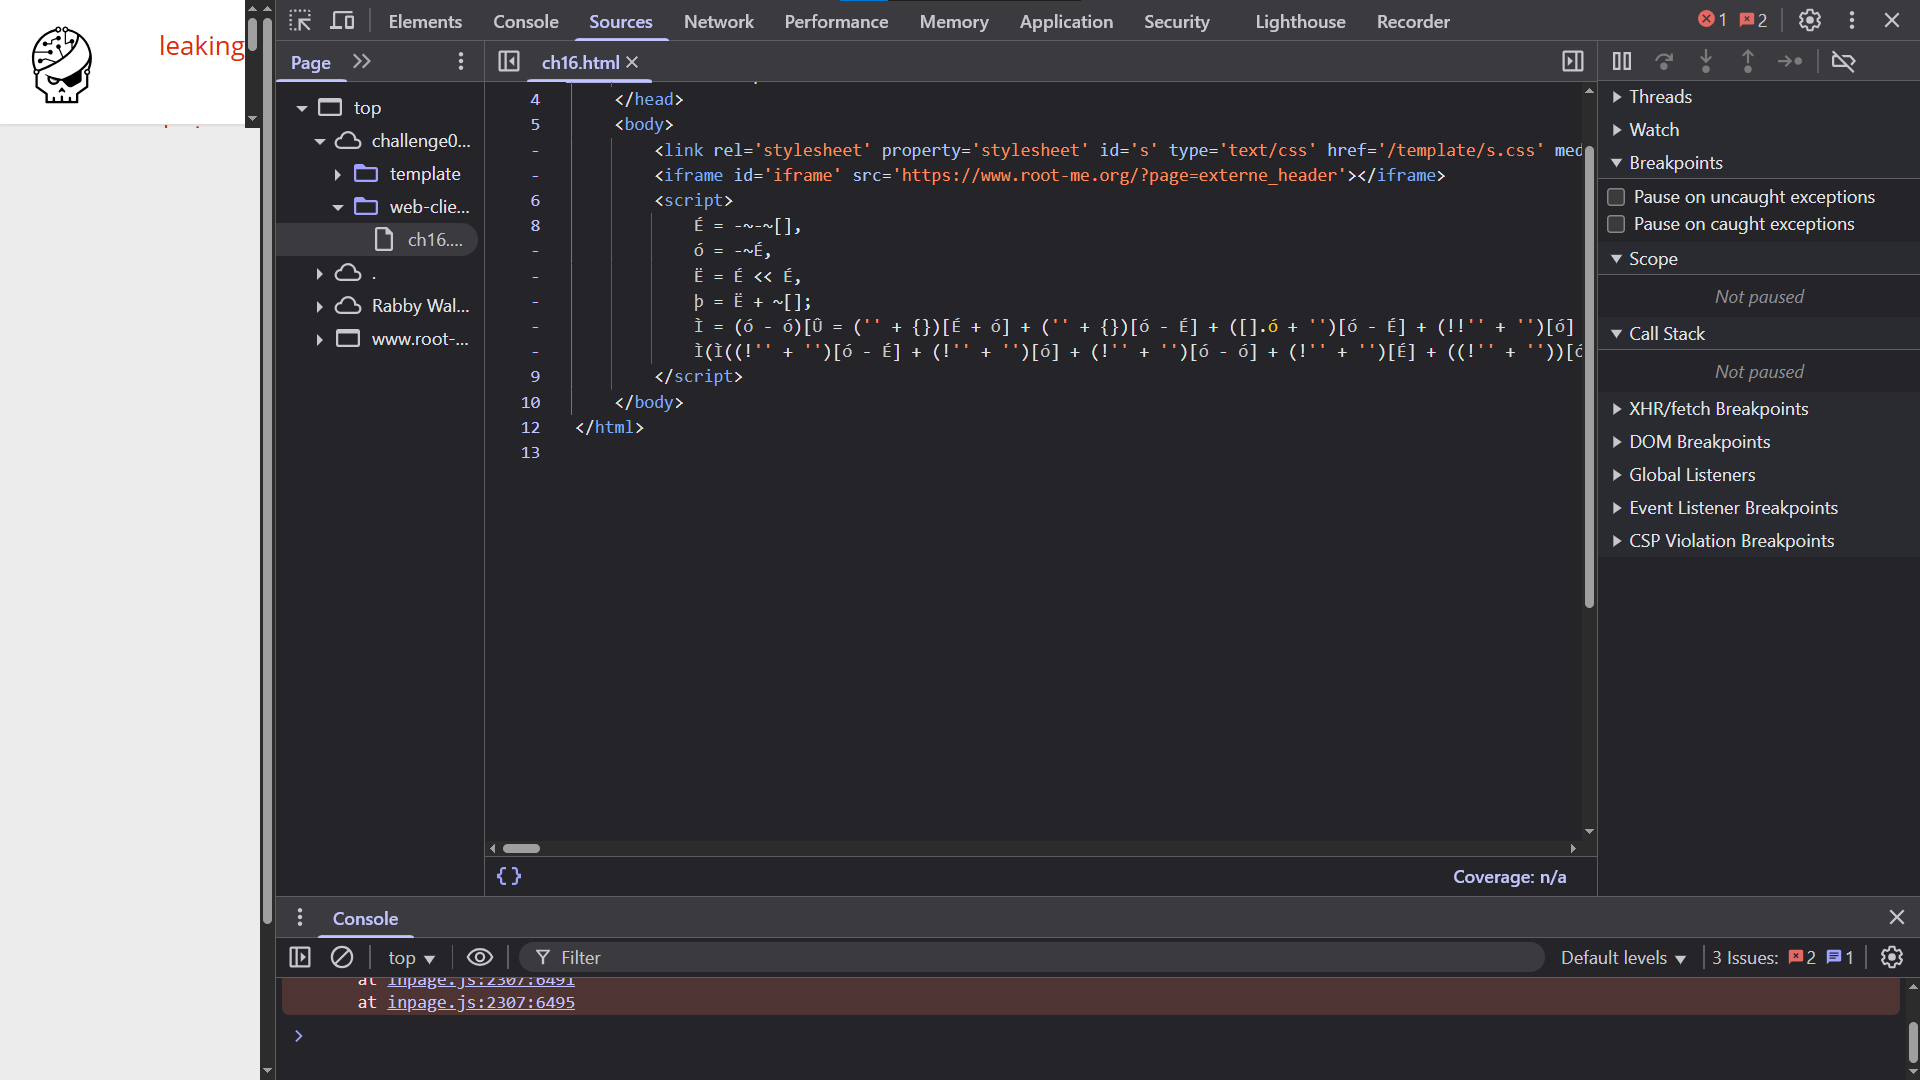 leaking
Elements Console Sources Network Performance Memory Application Security Lighthouse Recorder 1 2
Page
ch16.html
top
challenge0...
template
web-clie...
ch16....
.
Rabby Wal...
www.root-...
4 </head>
5 <body>
- <link rel='stylesheet' property='stylesheet' id='s' type='text/css' href='/template/s.css' med
- <iframe id='iframe' src='https://www.root-me.org/?page=externe_header'></iframe>
6 <script>
8 É = -~-~[],
- ó = -~É,
- Ë = É << É,
- þ = Ë + ~[];
- Ì = (ó - ó)[Û = ('' + {})[É + ó] + ('' + {})[ó - É] + ([].ó + '')[ó - É] + (!!'' + '')[ó]
- Ì(Ì((!'' + '')[ó - É] + (!'' + '')[ó] + (!'' + '')[ó - ó] + (!'' + '')[É] + ((!'' + ''))[ó
9 </script>
10 </body>
12 </html>
13
{} Coverage: n/a
Threads
Watch
Breakpoints
Pause on uncaught exceptions
Pause on caught exceptions
Scope
Not paused
Call Stack
Not paused
XHR/fetch Breakpoints
DOM Breakpoints
Global Listeners
Event Listener Breakpoints
CSP Violation Breakpoints
Console
top Filter Default levels 3 Issues: 2 1
at inpage.js:2307:6491
at inpage.js:2307:6495